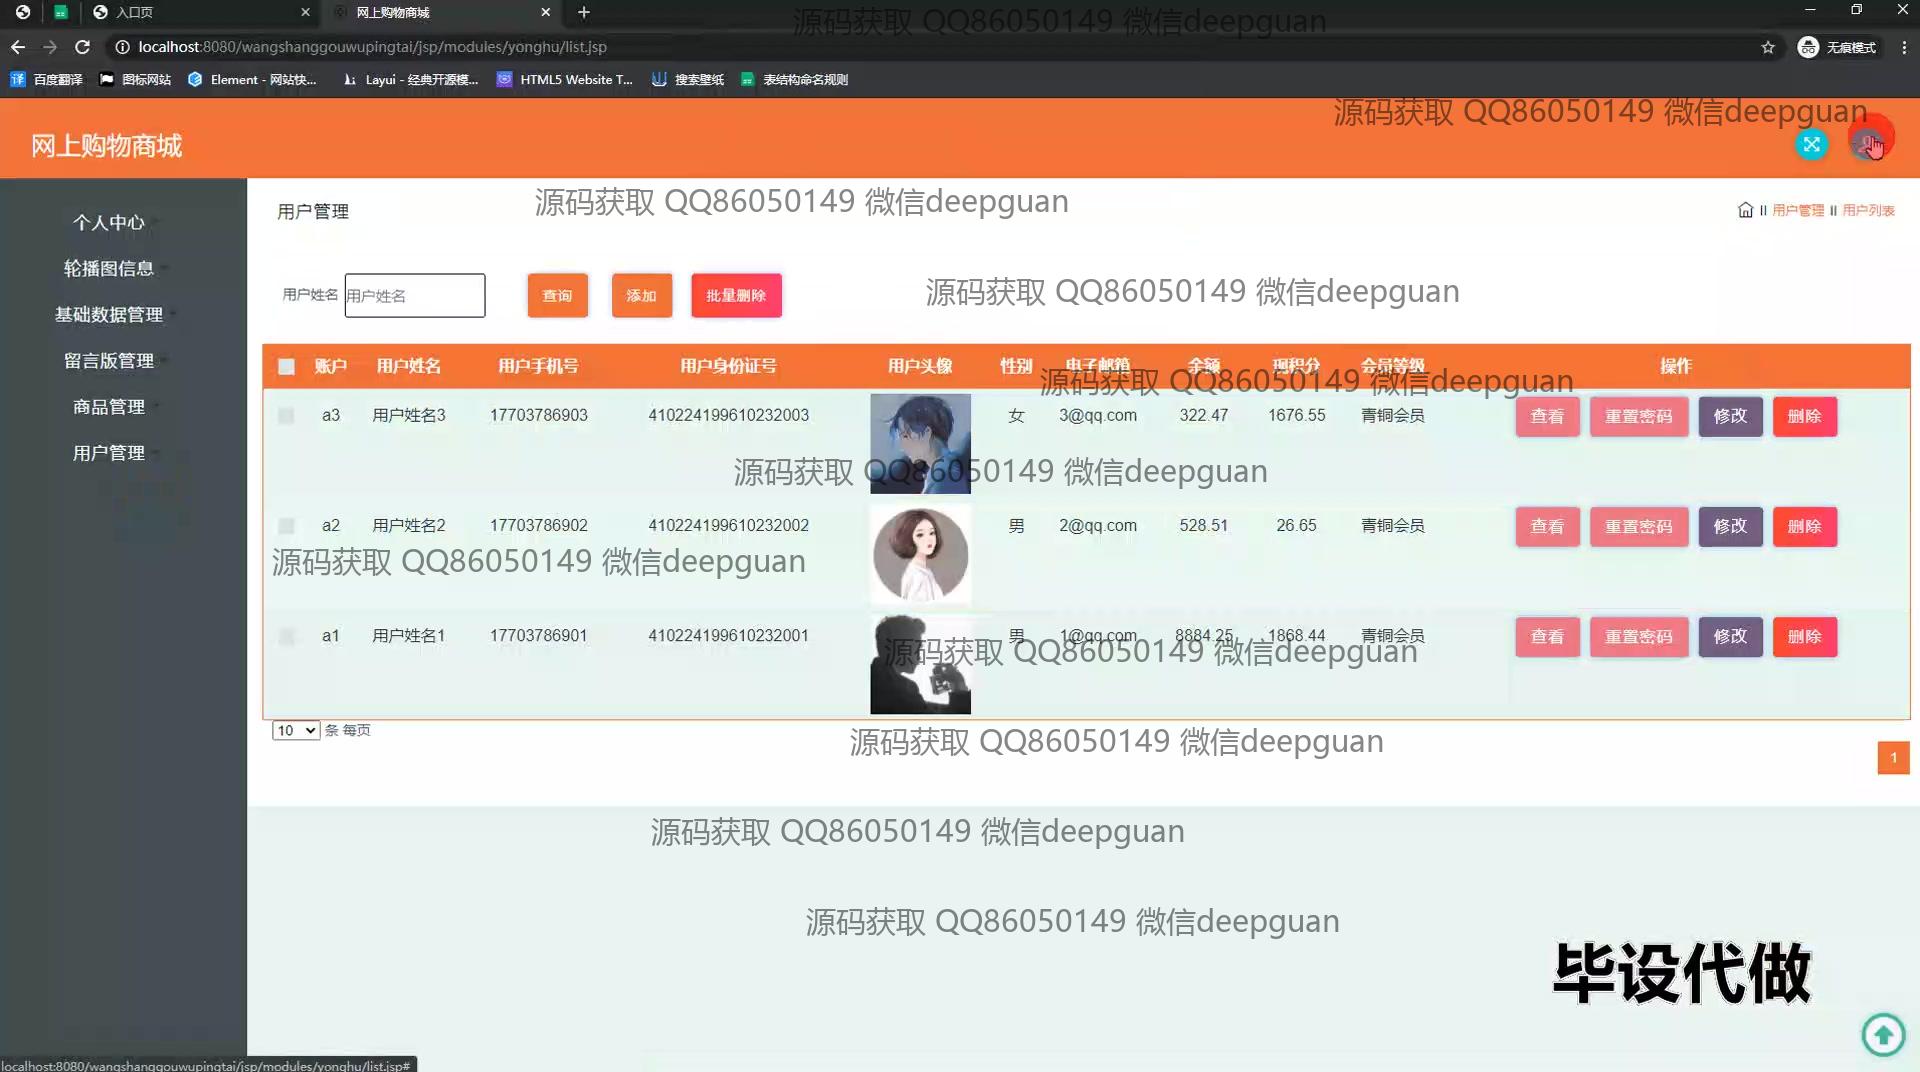 入口页
网上购物商城
源码获取 QQ86050149 微信deepguan
localhost:8080/wangshanggouwupingtai/jsp/modules/yonghu/list.jsp
无痕模式
百度翻译
图标网站
Element - 网站快...
Layui - 经典开源模...
HTML5 Website T...
搜索壁纸
表结构命名规则
源码获取 QQ86050149 微信deepguan
网上购物商城
个人中心
轮播图信息
基础数据管理
留言版管理
商品管理
用户管理
用户管理
源码获取 QQ86050149 微信deepguan
用户管理 用户列表
用户姓名 用户姓名 查询 添加 批量删除
源码获取 QQ86050149 微信deepguan
账户 用户姓名 用户手机号 用户身份证号 用户头像 性别 电子邮箱 余额 现积分 会员等级 操作
源码获取 QQ86050149 微信deepguan
a3 用户姓名3 17703786903 410224199610232003 女 3@qq.com 322.47 1676.55 青铜会员 查看 重置密码 修改 删除
源码获取 QQ86050149 微信deepguan
a2 用户姓名2 17703786902 410224199610232002 男 2@qq.com 528.51 26.65 青铜会员 查看 重置密码 修改 删除
源码获取 QQ86050149 微信deepguan
a1 用户姓名1 17703786901 410224199610232001 男 1@qq.com 8884.25 1868.44 青铜会员 查看 重置密码 修改 删除
源码获取 QQ86050149 微信deepguan
10 条 每页
源码获取 QQ86050149 微信deepguan
1
源码获取 QQ86050149 微信deepguan
源码获取 QQ86050149 微信deepguan
毕设代做
localhost:8080/wangshanggouwupingtai/jsp/modules/yonghu/list.jsp#